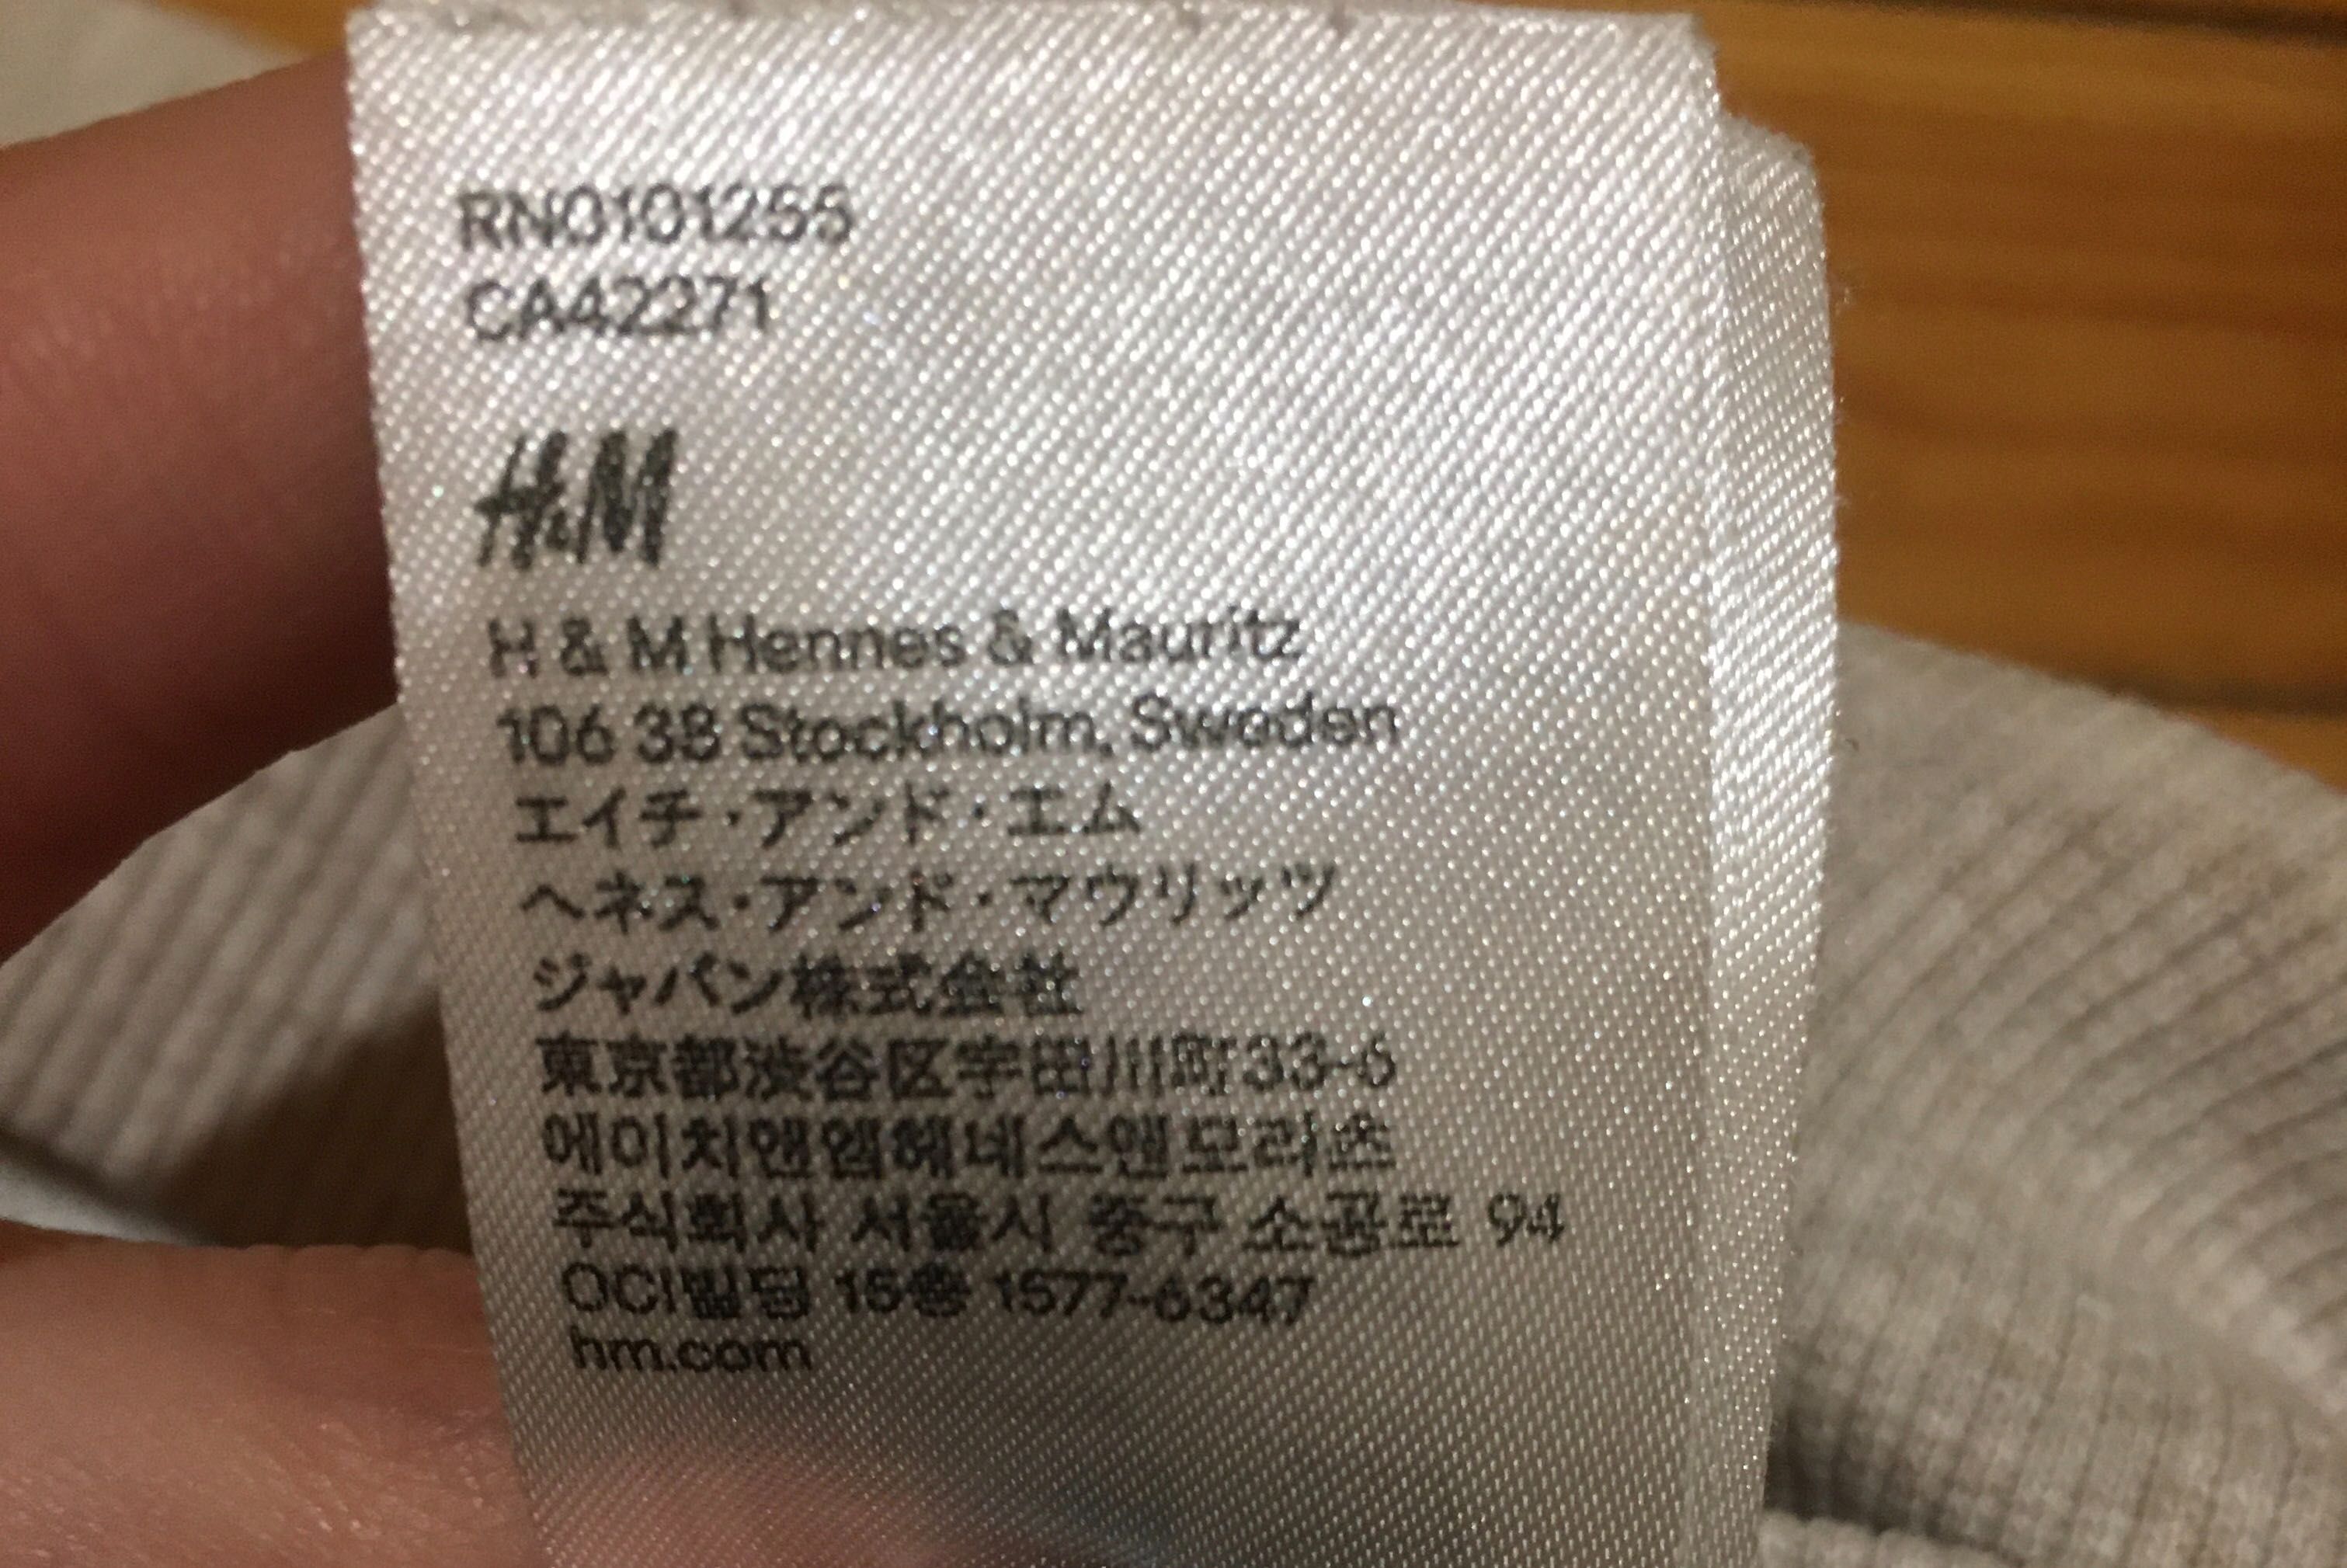 RN0101255
CA42271
H&M
H & M Hennes & Mauritz
106 38 Stockholm, Sweden
エイチ・アンド・エム
ヘネス・アンド・マウリッツ
ジャパン株式会社
東京都渋谷区宇田川町33-6
에이치앤엠헤네스앤모리츠
주식회사 서울시 중구 소공로 94
OCI빌딩 15층 1577-6347
hm.com